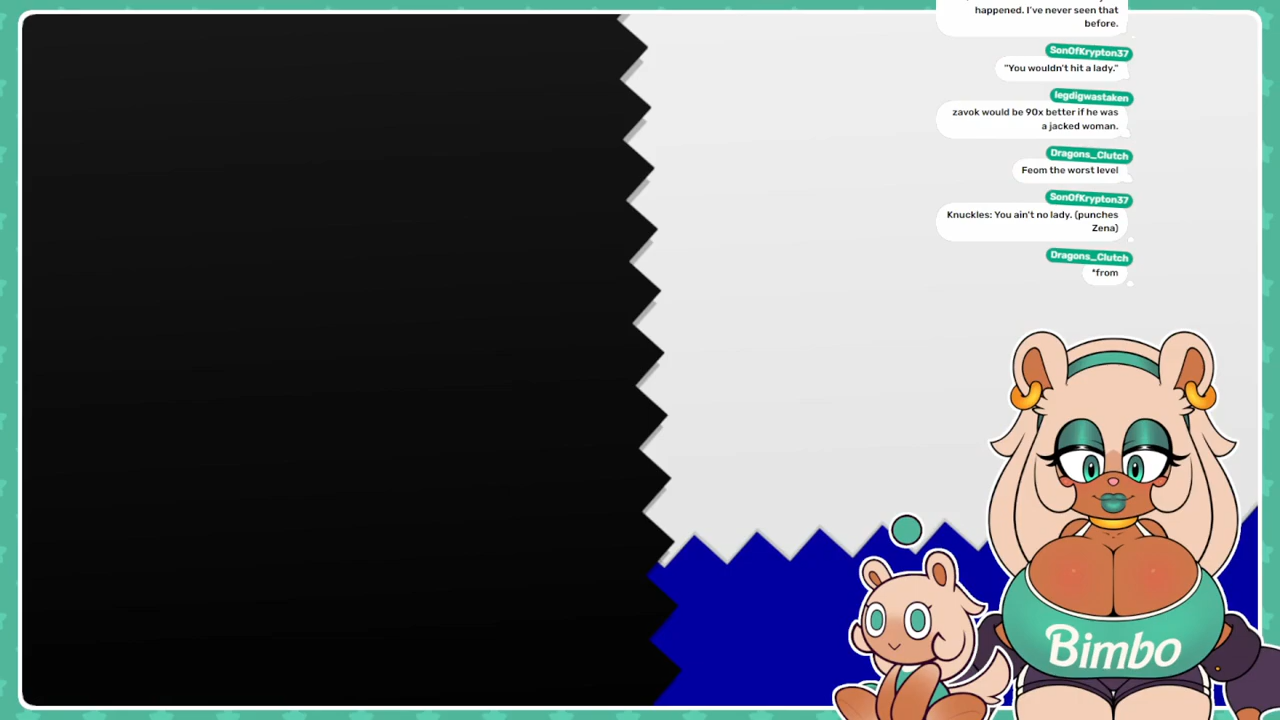 happened. I've never seen that
before.
SonOfKrypton37
"You wouldn't hit a lady."
legdigwastaken
zavok would be 90x better if he was
a jacked woman.
Dragons_Clutch
Feom the worst level
SonOfKrypton37
Knuckles: You ain't no lady. (punches
Zena)
Dragons_Clutch
*from
Bimbo